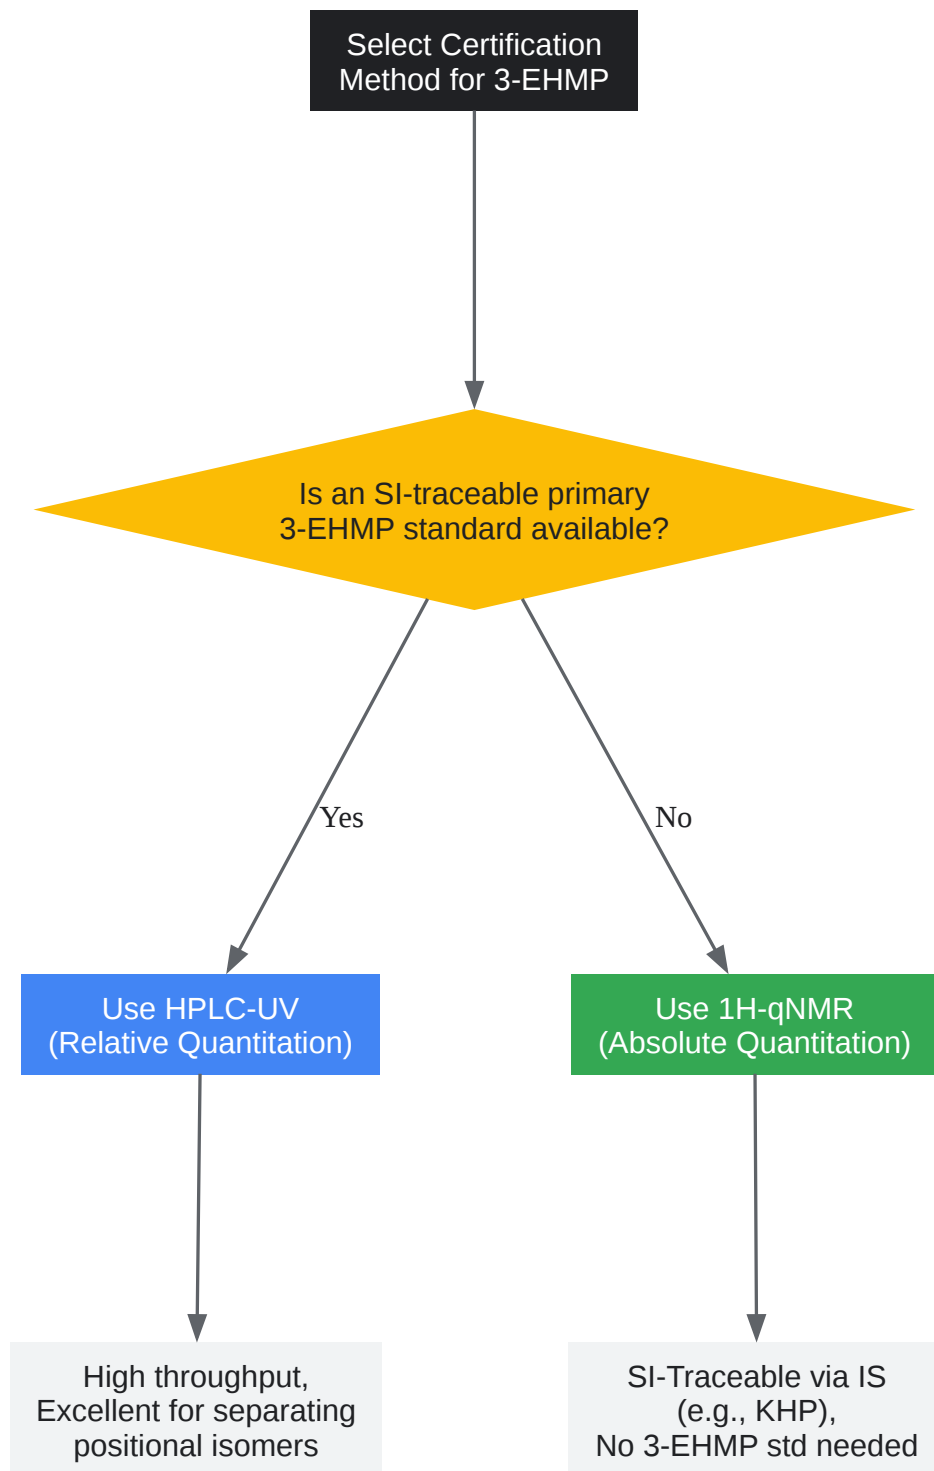 Select Certification
Method for 3-EHMP
Is an SI-traceable primary
3-EHMP standard available?
Yes
No
Use HPLC-UV
(Relative Quantitation)
Use 1H-qNMR
(Absolute Quantitation)
High throughput,
Excellent for separating
positional isomers
SI-Traceable via IS
(e.g., KHP),
No 3-EHMP std needed